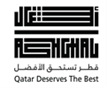 أشغال
ASHGHAL
قطر تستحق الأفضل
Qatar Deserves The Best